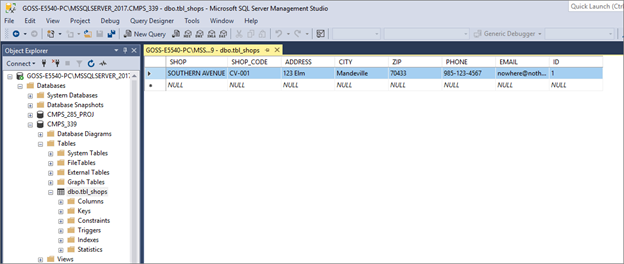 GOSS-E5540-PC\MSSQLSERVER_2017.CMPS_339 - dbo.tbl_shops - Microsoft SQL Server Management Studio
Quick Launch (Ctrl
File Edit View Project Debug Query Designer Tools Window Help
New Query
Generic Debugger
Object Explorer
Connect
GOSS-E5540-PC\MSSQLSERVER_2017
Databases
System Databases
Database Snapshots
CMPS_285_PROJ
CMPS_339
Database Diagrams
Tables
System Tables
FileTables
External Tables
Graph Tables
dbo.tbl_shops
Columns
Keys
Constraints
Triggers
Indexes
Statistics
Views
GOSS-E5540-PC\MSS...9 - dbo.tbl_shops
SHOP SHOP_CODE ADDRESS CITY ZIP PHONE EMAIL ID
SOUTHERN AVENUE CV-001 123 Elm Mandeville 70433 985-123-4567 nowhere@noth... 1
NULL NULL NULL NULL NULL NULL NULL NULL